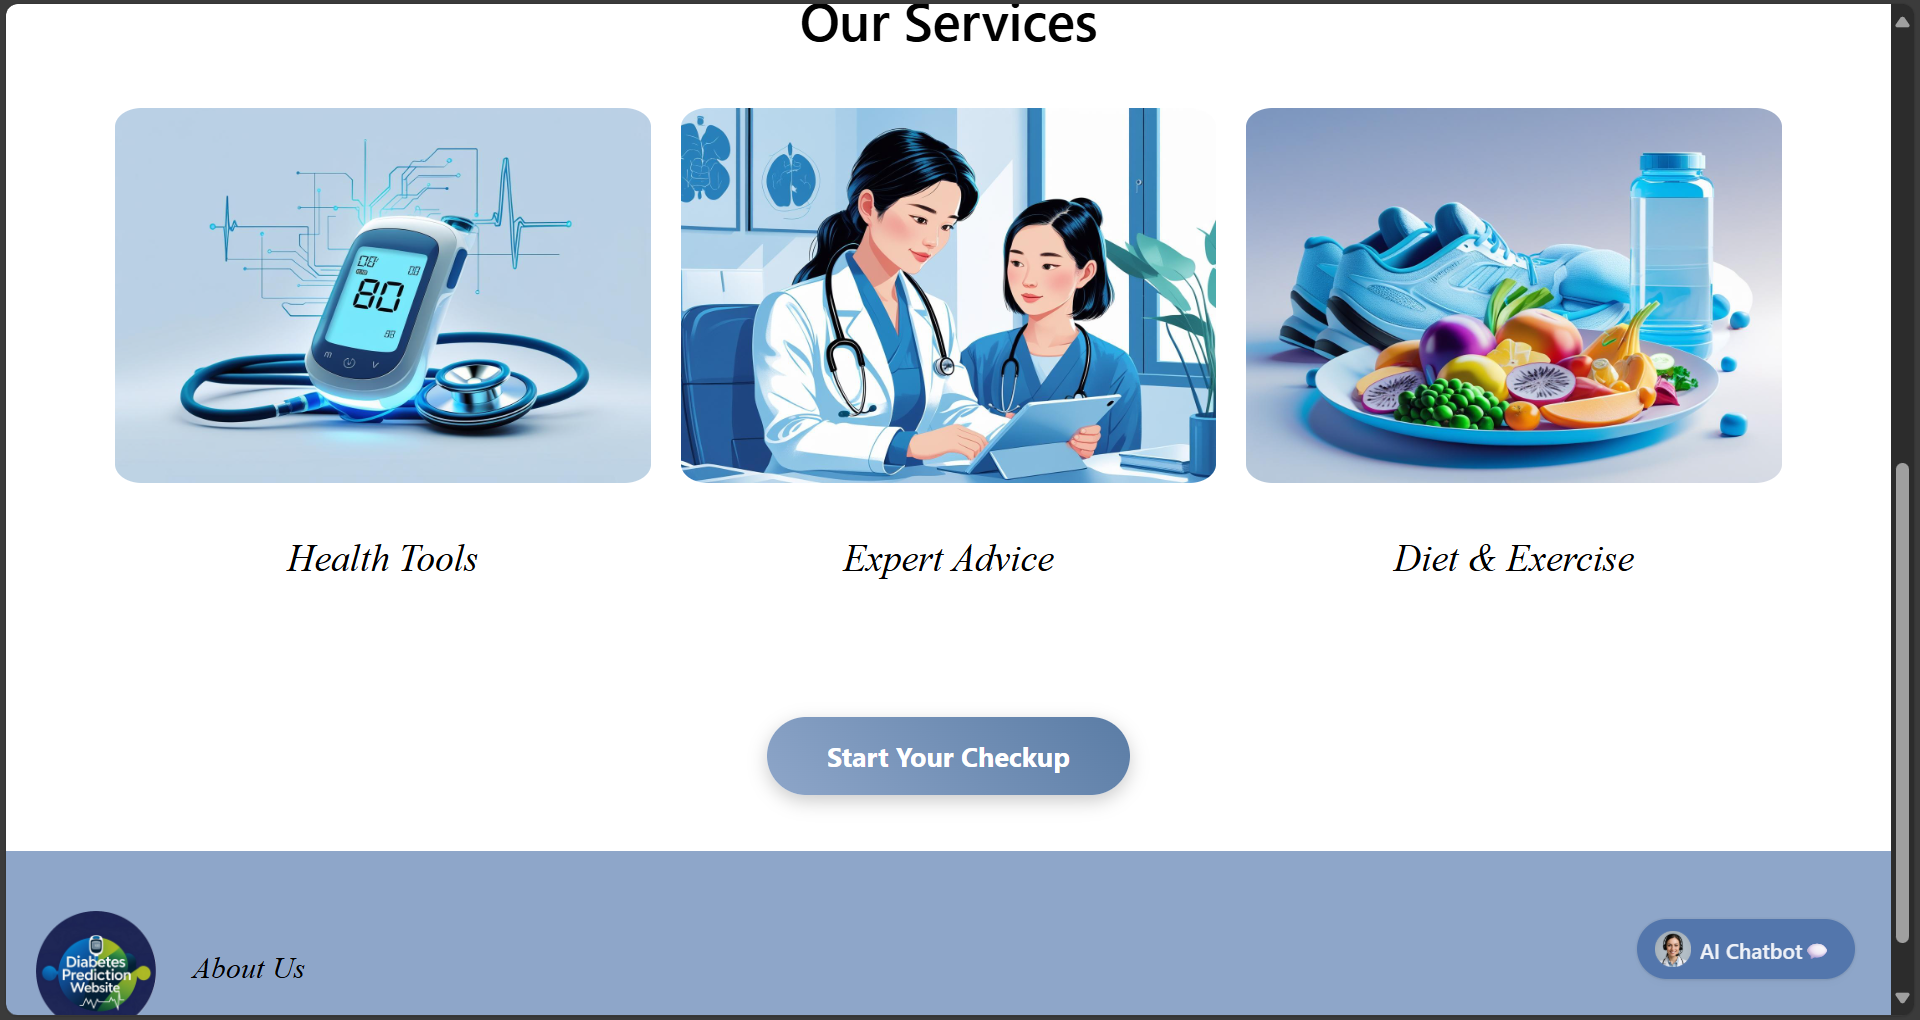 Our Services
80
m
V
Health Tools
Expert Advice
Diet & Exercise
Start Your Checkup
Diabetes
Prediction
Website
About Us
AI Chatbot